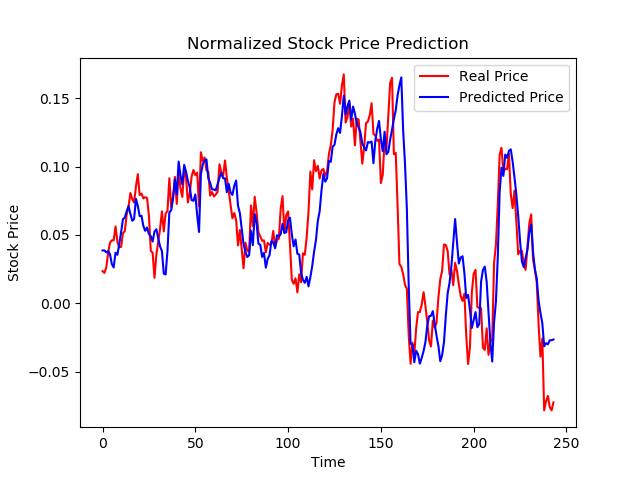 Normalized Stock Price Prediction
Real Price
Predicted Price
Stock Price
0.15
0.10
0.05
0.00
−0.05
0
50
100
150
200
250
Time